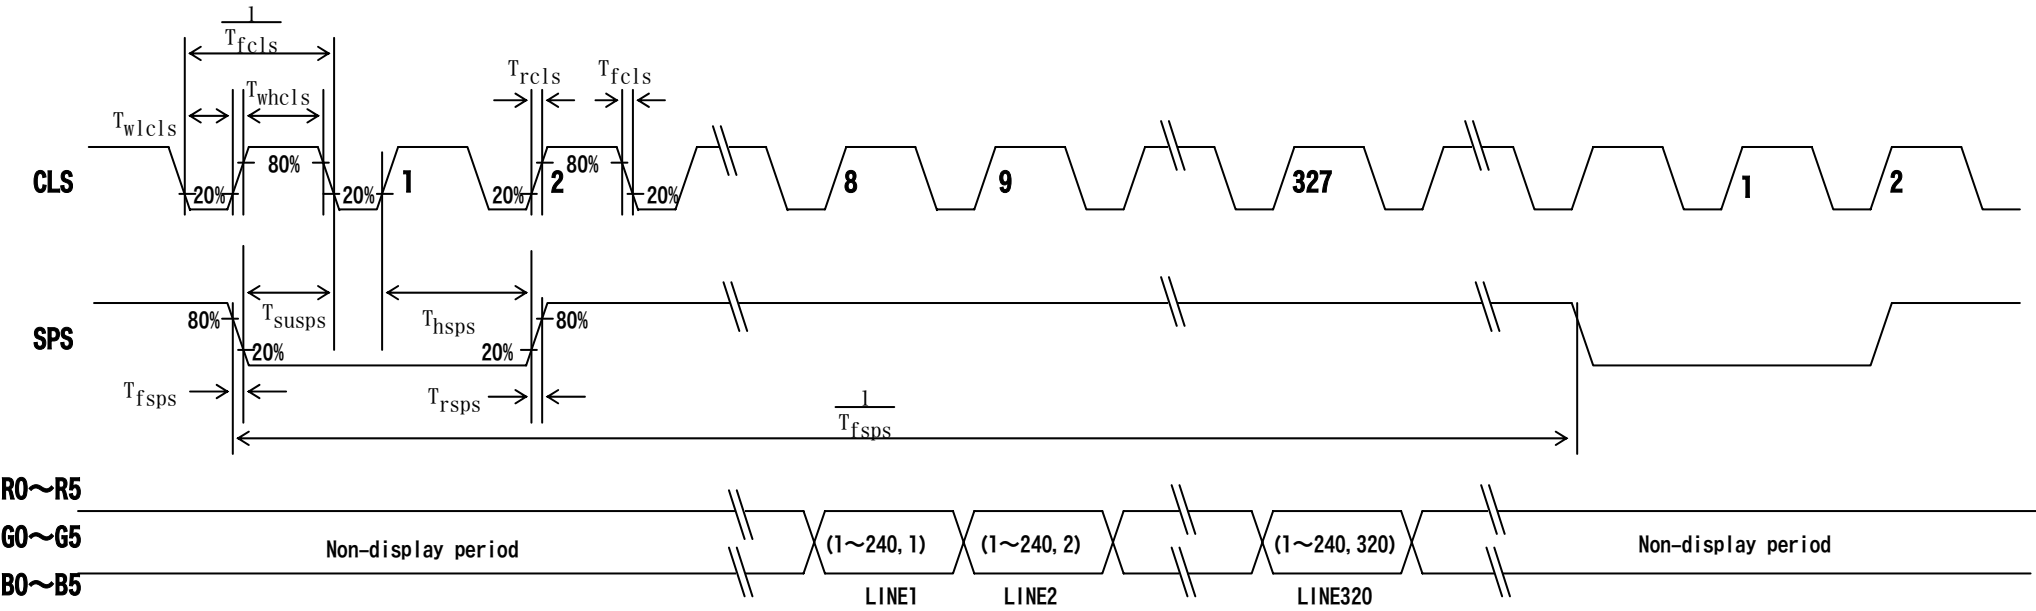 1
Tfcls
Twhcls
Twlcls
Trcls
Tfcls
CLS
20%
80%
20%
1
20%
2
80%
20%
8
9
327
1
2
SPS
80%
Tsusps
20%
Thsps
20%
80%
Tfsps
Trsps
1
Tfsps
R0～R5
G0～G5
B0～B5
Non-display period
(1～240, 1)
(1～240, 2)
(1～240, 320)
Non-display period
LINE1
LINE2
LINE320